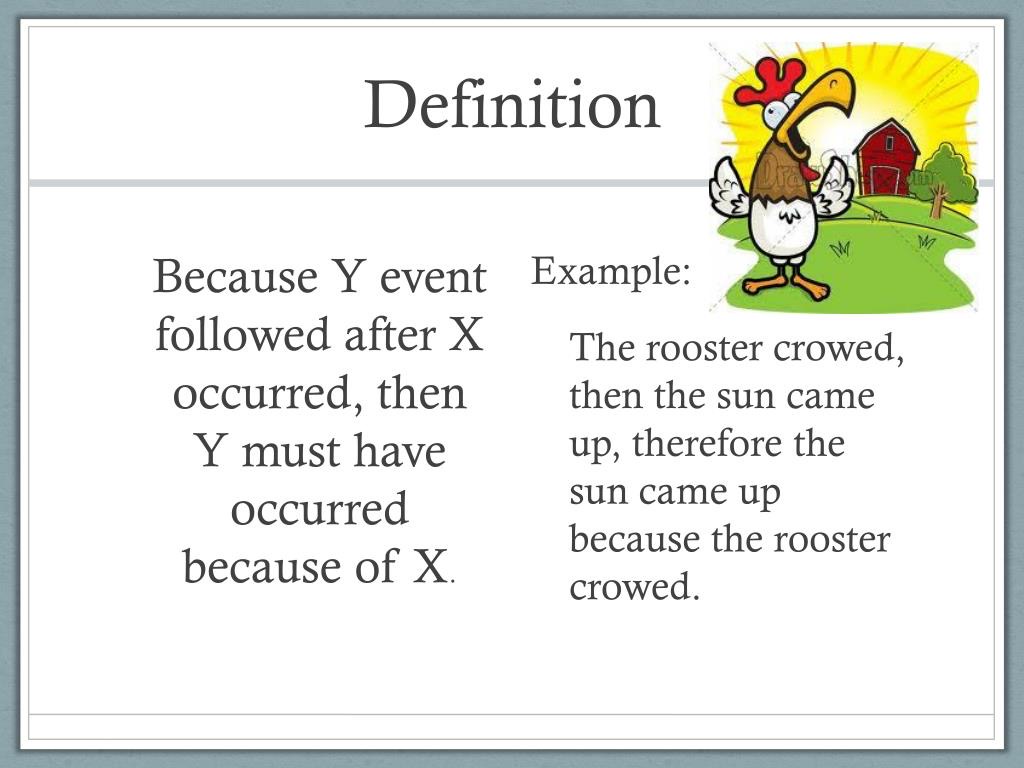 Definition
Because Y event
followed after X
occurred, then
Y must have
occurred
because of X.
Example:
The rooster crowed,
then the sun came
up, therefore the
sun came up
because the rooster
crowed.